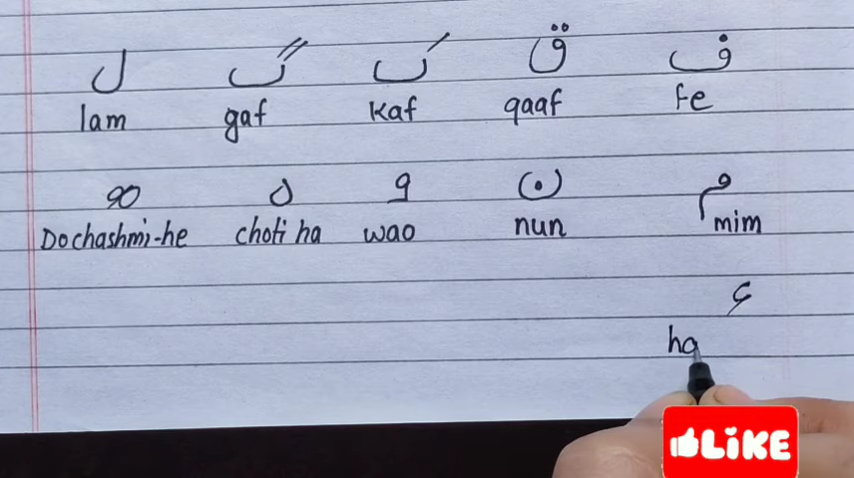 ف ق ک گ ل
lam gaf kaf qaaf fe
م ن و ہ ھ
Dochashmi-he choti ha wao nun mim
ء
ha
LIKE